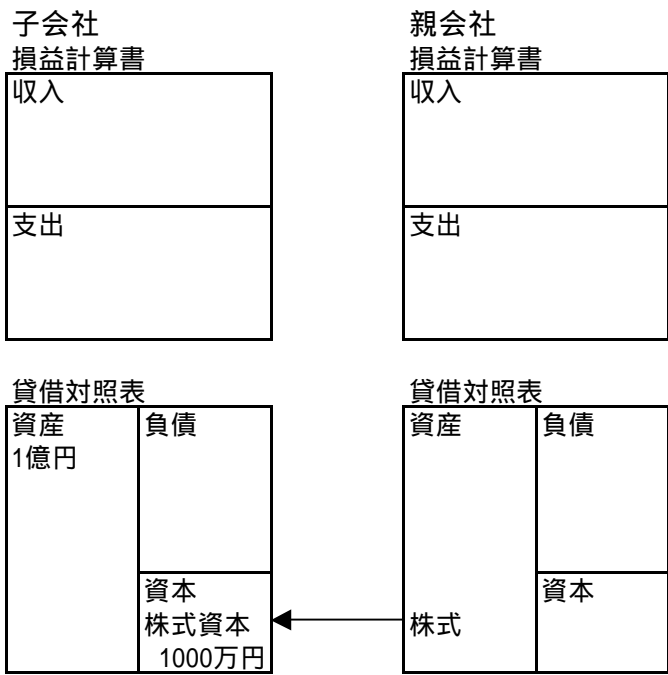 子会社
損益計算書
収入
支出
貸借対照表
資産
1億円
負債
資本
株式資本
1000万円
親会社
損益計算書
収入
支出
貸借対照表
資産
株式
負債
資本